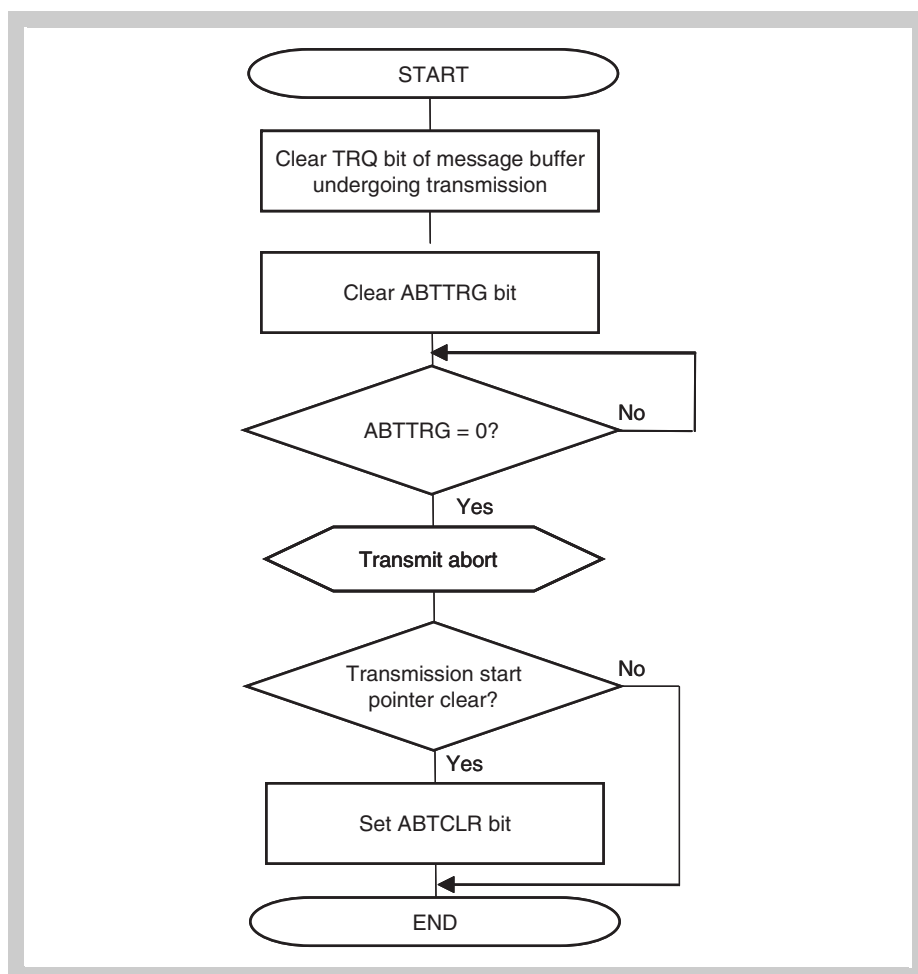 START
Clear TRQ bit of message buffer
undergoing transmission
Clear ABTTRG bit
ABTTRG = 0?
No
Yes
Transmit abort
Transmission start
pointer clear?
No
Yes
Set ABTCLR bit
END